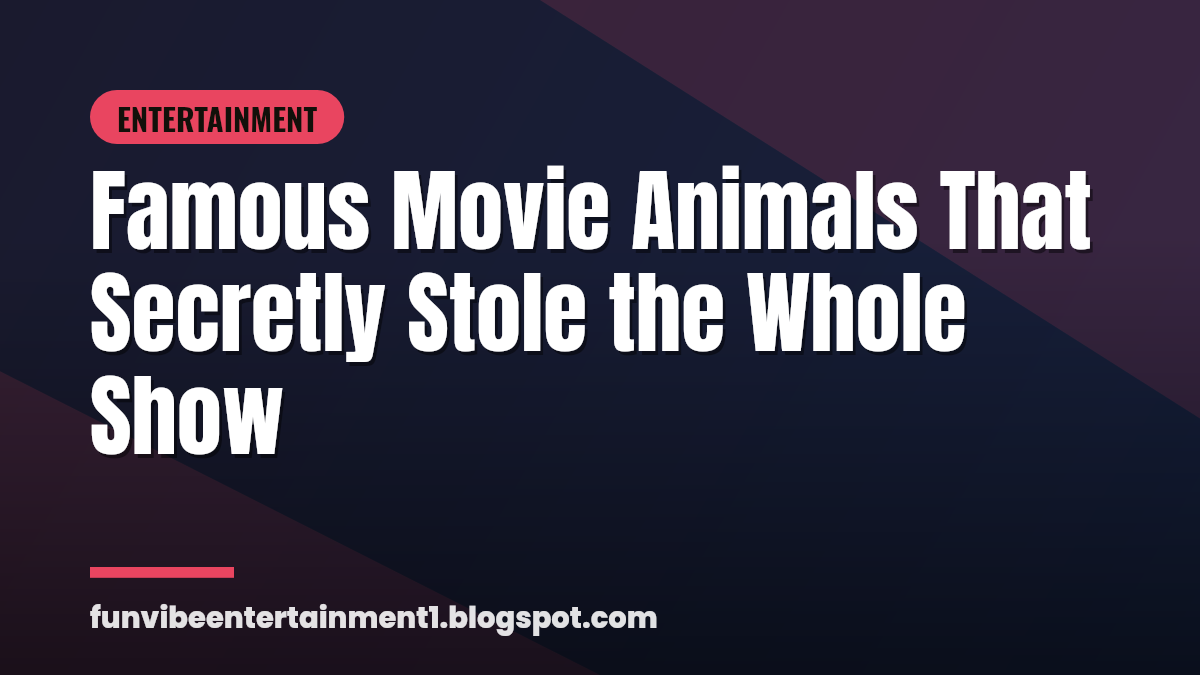 ENTERTAINMENT
Famous Movie Animals That
Secretly Stole the Whole
Show
funvibeentertainment1.blogspot.com